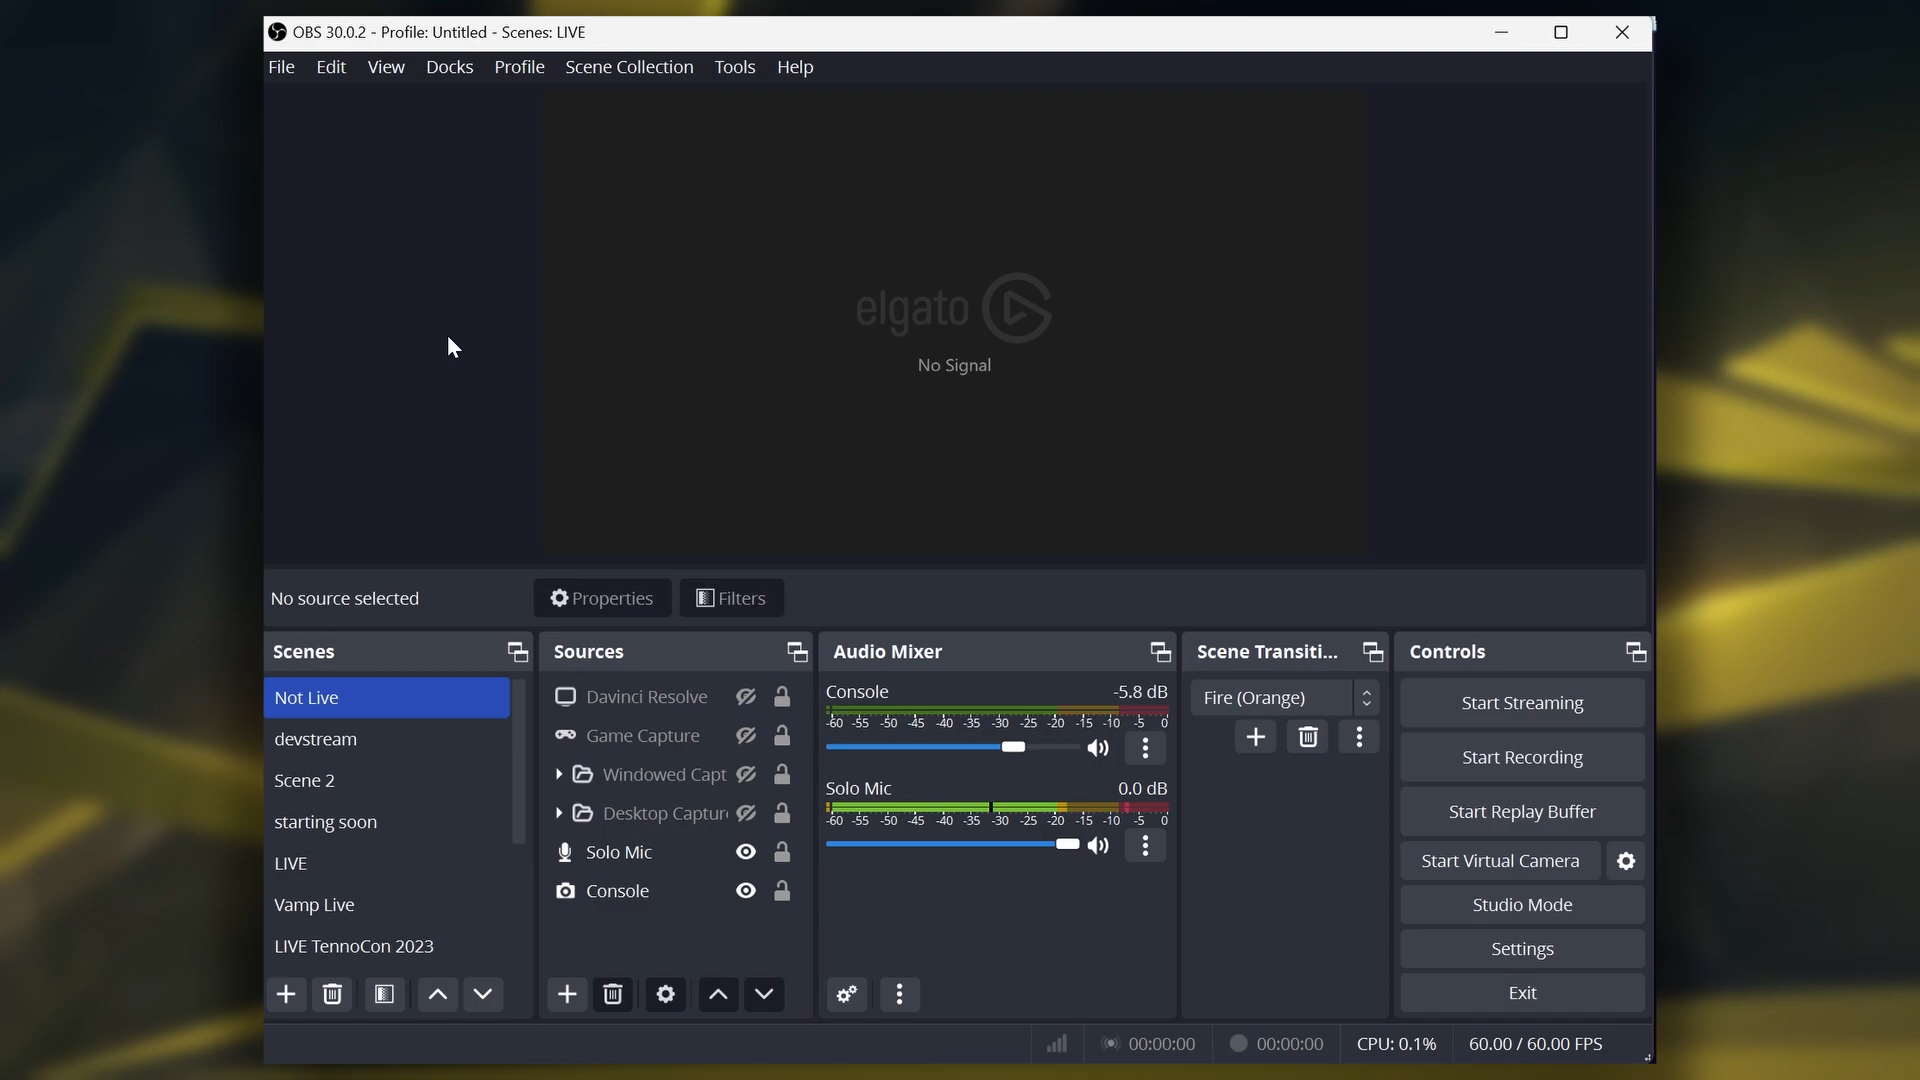 OBS 30.0.2 - Profile: Untitled - Scenes: LIVE
File Edit View Docks Profile Scene Collection Tools Help
elgato
No Signal
No source selected Properties Filters
Scenes
Not Live
devstream
Scene 2
starting soon
LIVE
Vamp Live
LIVE TennoCon 2023
Sources
Davinci Resolve
Game Capture
Windowed Capt
Desktop Captur
Solo Mic
Console
Audio Mixer
Console -5.8 dB
-60 -55 -50 -45 -40 -35 -30 -25 -20 -15 -10 -5 0
Solo Mic 0.0 dB
-60 -55 -50 -45 -40 -35 -30 -25 -20 -15 -10 -5 0
Scene Transiti...
Fire (Orange)
Controls
Start Streaming
Start Recording
Start Replay Buffer
Start Virtual Camera
Studio Mode
Settings
Exit
00:00:00 00:00:00 CPU: 0.1% 60.00 / 60.00 FPS